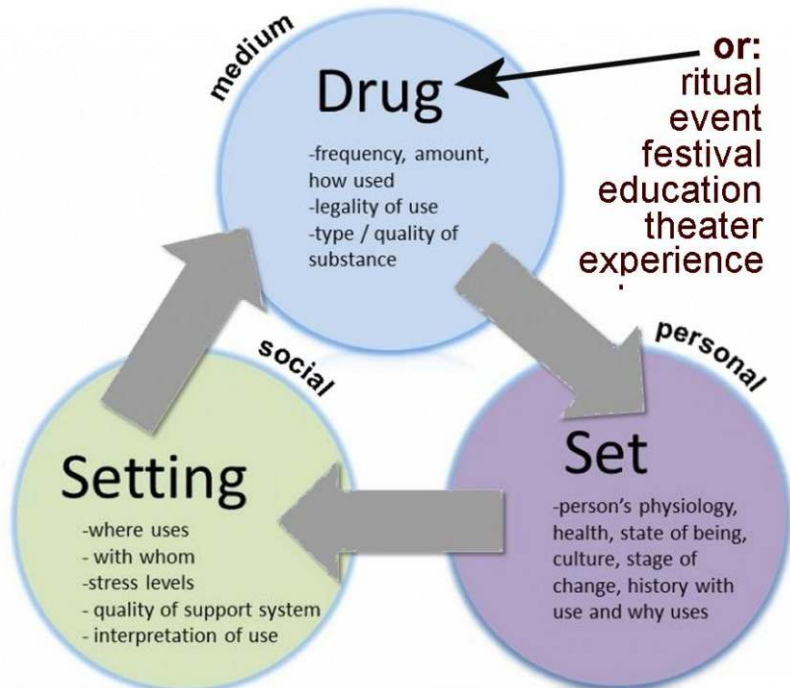 medium
Drug
-frequency, amount,
how used
-legality of use
-type / quality of
substance
or:
ritual
event
festival
education
theater
experience
social
personal
Setting
-where uses
- with whom
-stress levels
- quality of support system
- interpretation of use
Set
-person's physiology,
health, state of being,
culture, stage of
change, history with
use and why uses